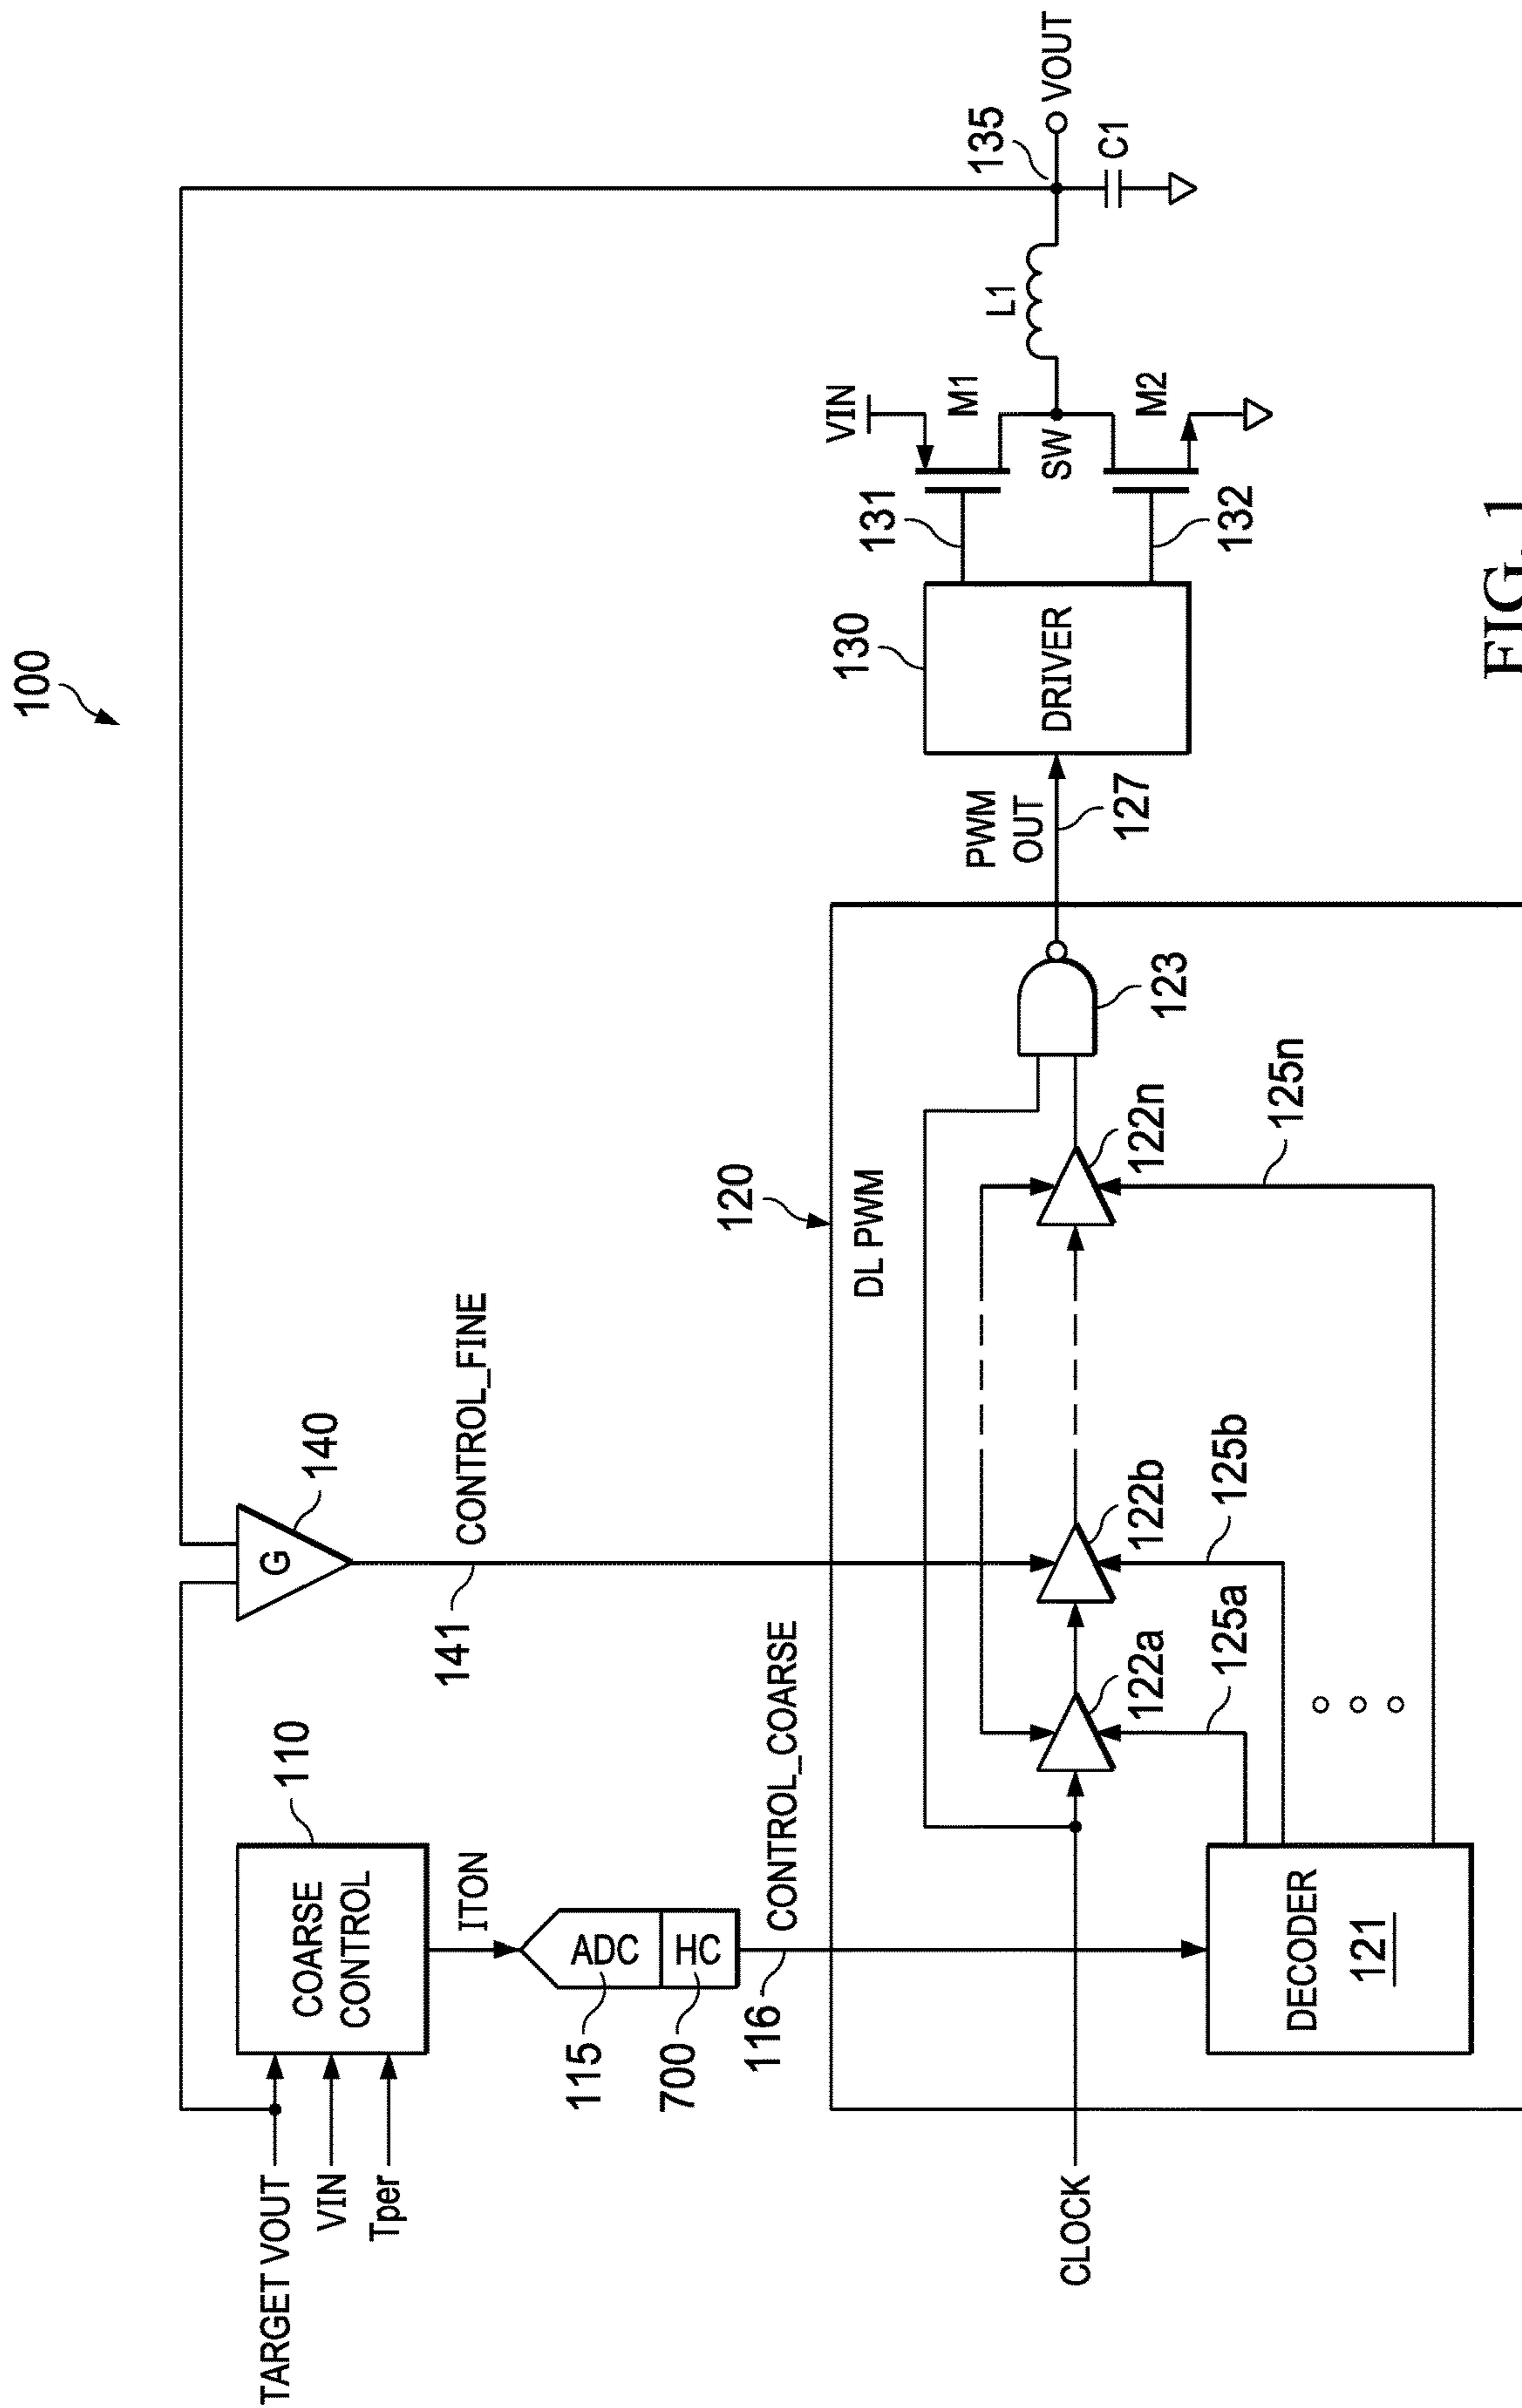 100
TARGET VOUT
VIN
Tper
COARSE
CONTROL
110
ITON
ADC
HC
115
700
116
CONTROL_COARSE
G
140
141
CONTROL_FINE
120
DL PWM
CLOCK
DECODER
121
122a
122b
122n
125a
125b
125n
123
PWM
OUT
127
DRIVER
130
131
132
VIN
M1
SW
M2
L1
135
VOUT
C1
FIG. 1